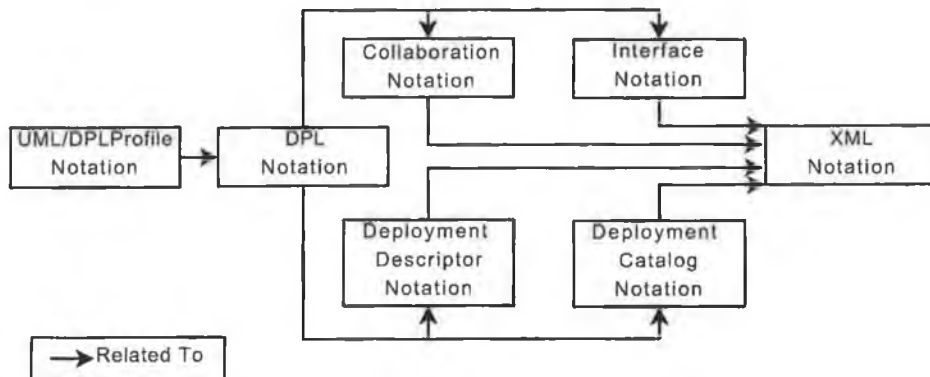 Collaboration
Notation
Interface
Notation
UML/DPLProfile
Notation
DPL
Notation
XML
Notation
Deployment
Descriptor
Notation
Deployment
Catalog
Notation
Related To